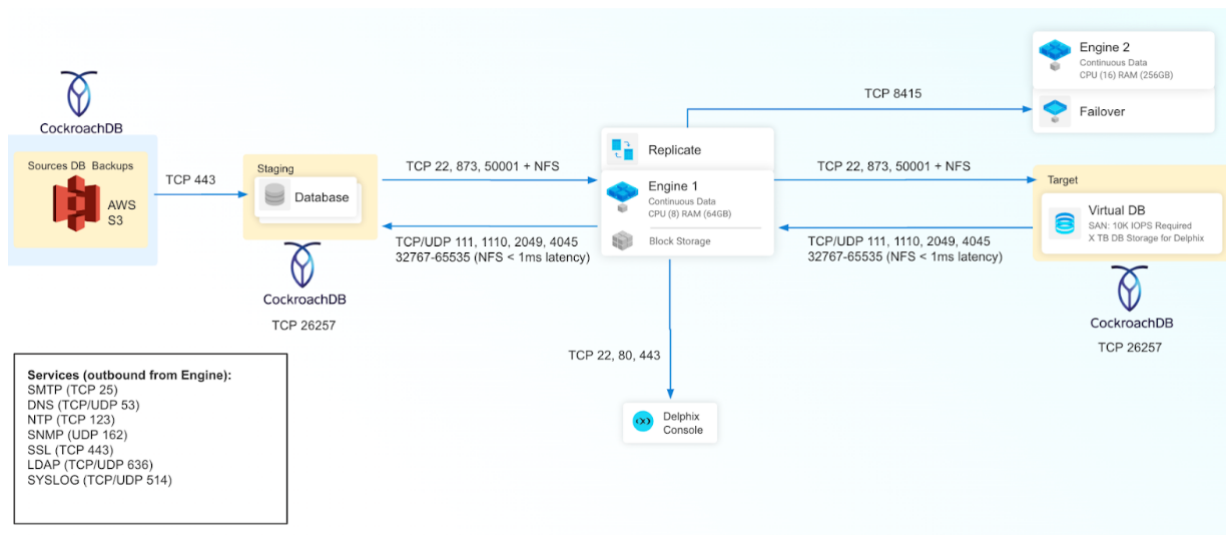 CockroachDB
Sources DB Backups
AWS
S3
TCP 443
Staging
Database
CockroachDB
TCP 26257
TCP 22, 873, 50001 + NFS
TCP/UDP 111, 1110, 2049, 4045
32767-65535 (NFS < 1ms latency)
Replicate
Engine 1
Continuous Data
CPU (8) RAM (64GB)
Block Storage
TCP 8415
Engine 2
Continuous Data
CPU (16) RAM (256GB)
Failover
TCP 22, 873, 50001 + NFS
TCP/UDP 111, 1110, 2049, 4045
32767-65535 (NFS < 1ms latency)
Target
Virtual DB
SAN: 10K IOPS Required
X TB DB Storage for Delphix
CockroachDB
TCP 26257
TCP 22, 80, 443
Delphix
Console
Services (outbound from Engine):
SMTP (TCP 25)
DNS (TCP/UDP 53)
NTP (TCP 123)
SNMP (UDP 162)
SSL (TCP 443)
LDAP (TCP/UDP 636)
SYSLOG (TCP/UDP 514)